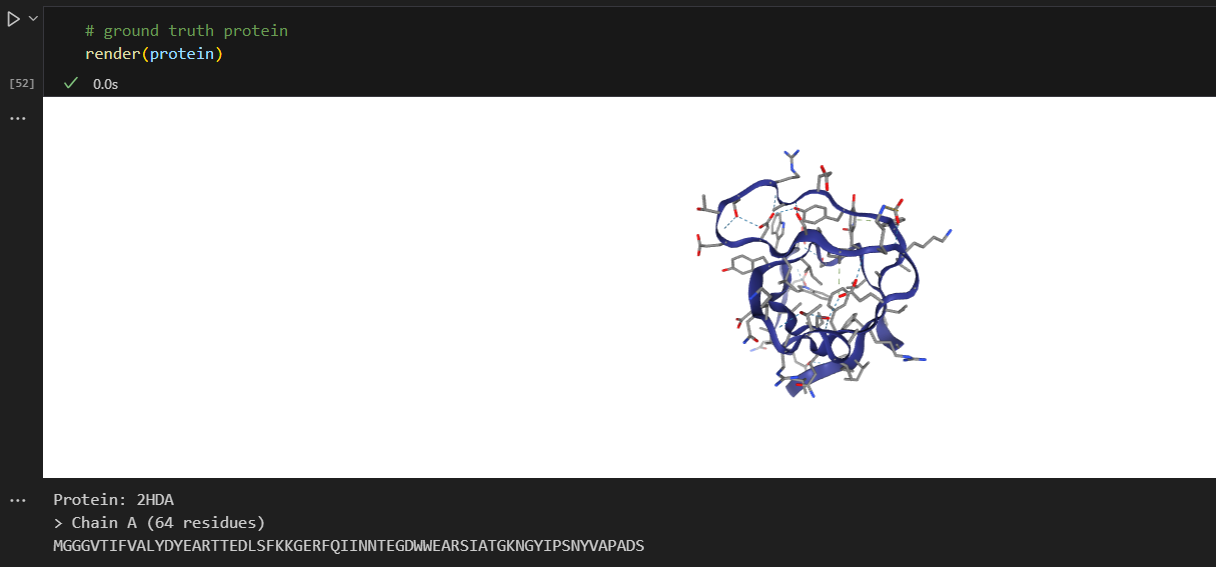 # ground truth protein
render(protein)
[52]
0.0s
Protein: 2HDA
> Chain A (64 residues)
MGGGVTIFVALYDYEARTTEDLSFKKGERFQIINNTEGDWWEARSIATGKNGYIPSNYVAPADS